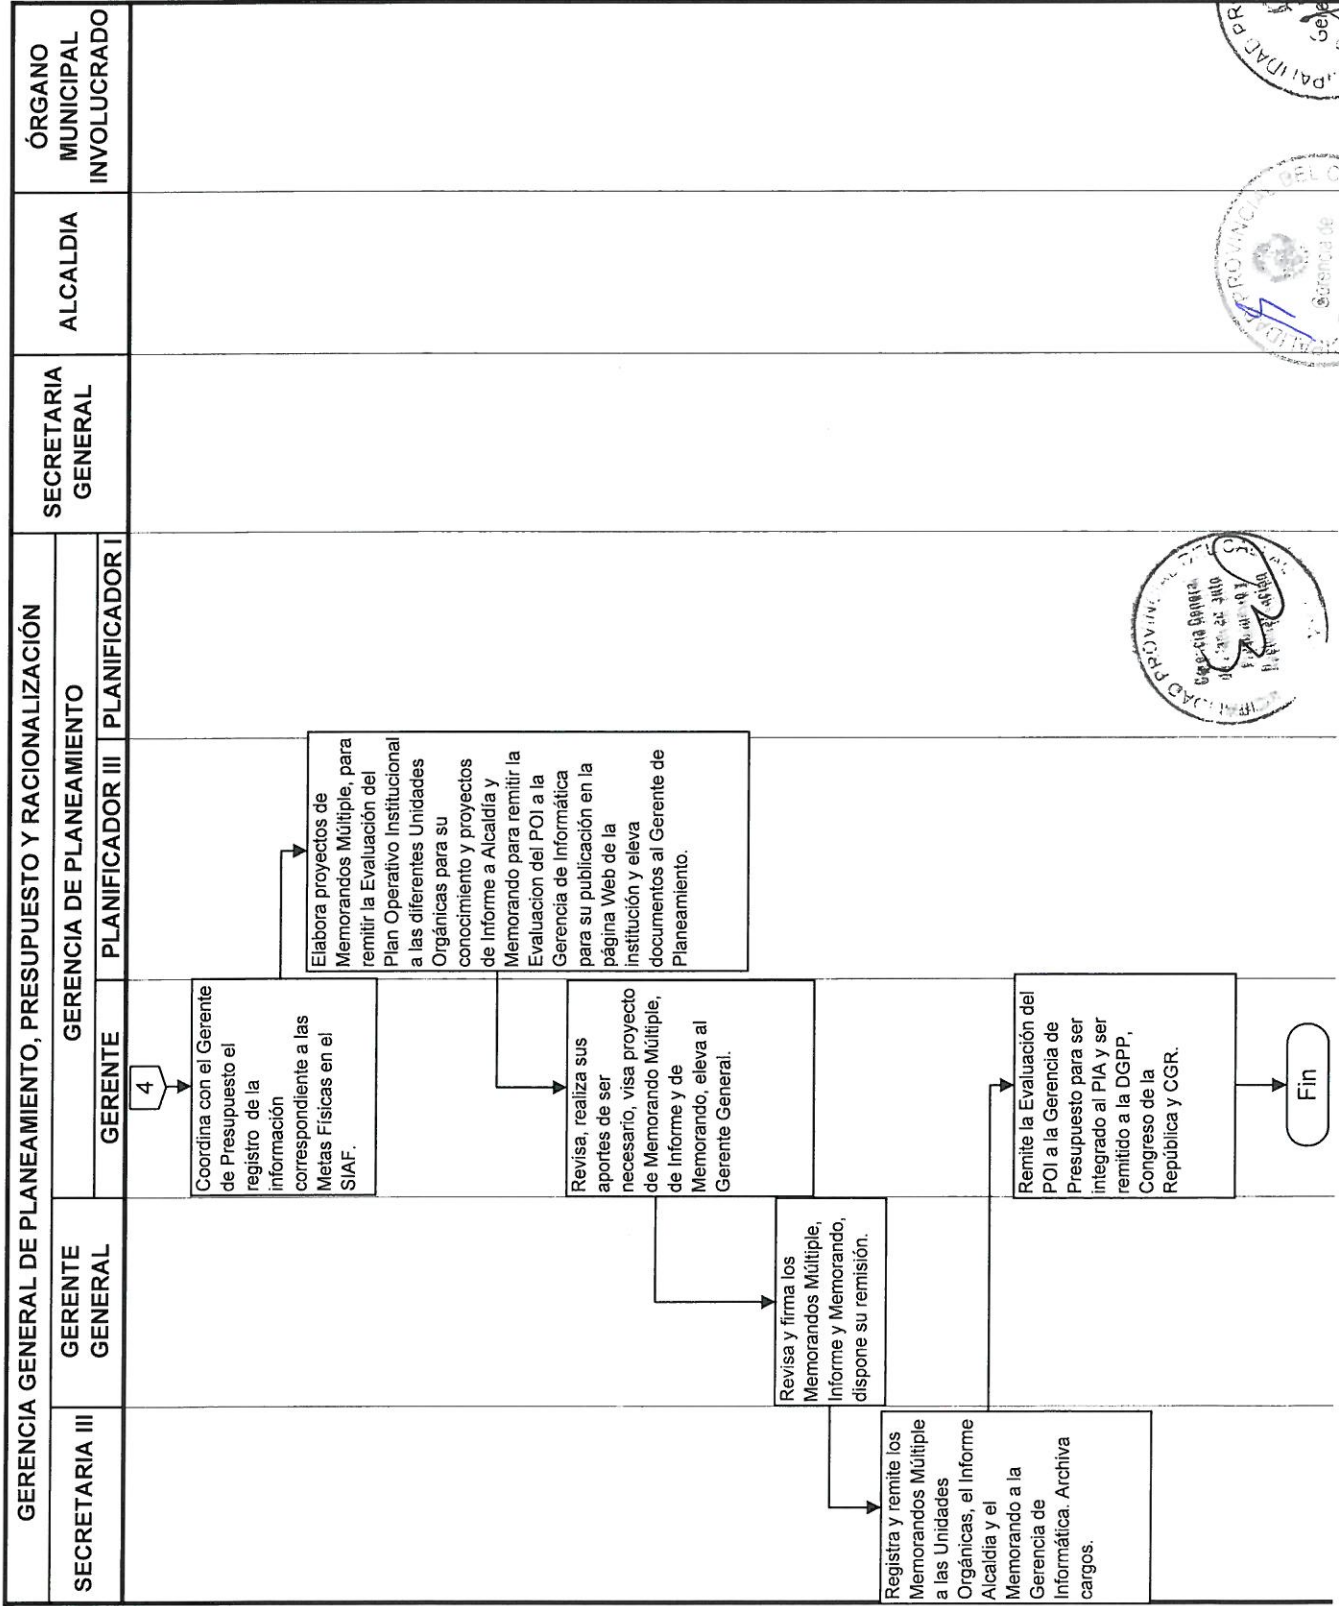 GERENCIA GENERAL DE PLANEAMIENTO, PRESUPUESTO Y RACIONALIZACIÓN
SECRETARIA III
GERENTE
GENERAL
GERENCIA DE PLANEAMIENTO
GERENTE
PLANIFICADOR III
PLANIFICADOR I
SECRETARIA
GENERAL
ALCALDIA
ÓRGANO
MUNICIPAL
INVOLUCRADO
4
Coordina con el Gerente
de Presupuesto el
registro de la
información
correspondiente a las
Metas Físicas en el
SIAF.
Elabora proyectos de
Memorandos Múltiple, para
remitir la Evaluación del
Plan Operativo Institucional
a las diferentes Unidades
Orgánicas para su
conocimiento y proyectos
de Informe a Alcaldía y
Memorando para remitir la
Evaluacion del POI a la
Gerencia de Informática
para su publicación en la
página Web de la
institución y eleva
documentos al Gerente de
Planeamiento.
Revisa, realiza sus
aportes de ser
necesario, visa proyecto
de Memorando Múltiple,
de Informe y de
Memorando, eleva al
Gerente General.
Revisa y firma los
Memorandos Múltiple,
Informe y Memorando,
dispone su remisión.
Registra y remite los
Memorandos Múltiple
a las Unidades
Orgánicas, el Informe
Alcaldia y el
Memorando a la
Gerencia de
Informática. Archiva
cargos.
Remite la Evaluación del
POI a la Gerencia de
Presupuesto para ser
integrado al PIA y ser
remitido a la DGPP,
Congreso de la
República y CGR.
Fin
PROVINCIAL DEL
Gerencia de